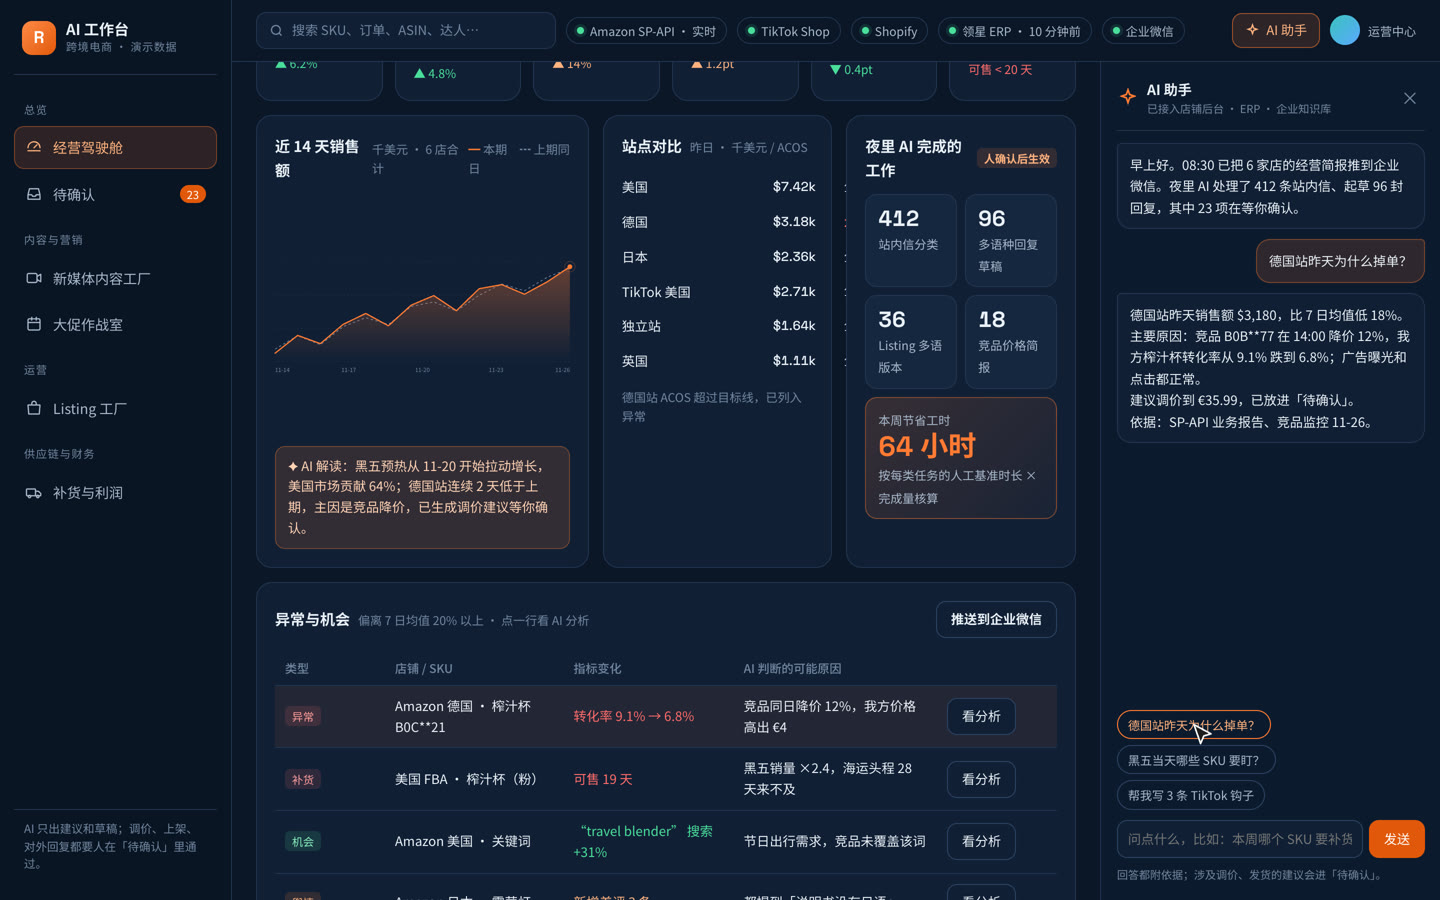 R
AI 工作台
跨境电商 · 演示数据
总览
经营驾驶舱
待确认 23
内容与营销
新媒体内容工厂
大促作战室
运营
Listing 工厂
供应链与财务
补货与利润
AI 只出建议和草稿；调价、上架、
对外回复都要人在「待确认」里通
过。
搜索 SKU、订单、ASIN、达人…
Amazon SP-API · 实时
TikTok Shop
Shopify
领星 ERP · 10 分钟前
企业微信
AI 助手
运营中心
▲ 6.2%
▲ 4.8%
▲ 14%
▲ 1.2pt
▼ 0.4pt
可售 < 20 天
近 14 天销售
额
千美元 · 6 店合
计
本期
上期同
日
11-14 11-17 11-20 11-23 11-26
✦ AI 解读：黑五预热从 11-20 开始拉动增长，
美国市场贡献 64%；德国站连续 2 天低于上
期，主因是竞品降价，已生成调价建议等你确
认。
站点对比 昨日 · 千美元 / ACOS
美国 $7.42k
德国 $3.18k
日本 $2.36k
TikTok 美国 $2.71k
独立站 $1.64k
英国 $1.11k
德国站 ACOS 超过目标线，已列入
异常
夜里 AI 完成的
工作
人确认后生效
412
站内信分类
96
多语种回复
草稿
36
Listing 多语
版本
18
竞品价格简
报
本周节省工时
64 小时
按每类任务的人工基准时长 ×
完成量核算
异常与机会 偏离 7 日均值 20% 以上 · 点一行看 AI 分析
推送到企业微信
类型 店铺 / SKU 指标变化 AI 判断的可能原因
异常
Amazon 德国 · 榨汁杯
B0C**21
转化率 9.1% → 6.8%
竞品同日降价 12%，我方价格
高出 €4
看分析
补货
美国 FBA · 榨汁杯（粉）
可售 19 天
黑五销量 ×2.4，海运头程 28
天来不及
看分析
机会
Amazon 美国 · 关键词
“travel blender” 搜索
+31%
节日出行需求，竞品未覆盖该词
看分析
AI 助手
已接入店铺后台 · ERP · 企业知识库
早上好。08:30 已把 6 家店的经营简报推到企业
微信。夜里 AI 处理了 412 条站内信、起草 96 封
回复，其中 23 项在等你确认。
德国站昨天为什么掉单？
德国站昨天销售额 $3,180，比 7 日均值低 18%。
主要原因：竞品 B0B**77 在 14:00 降价 12%，我
方榨汁杯转化率从 9.1% 跌到 6.8%；广告曝光和
点击都正常。
建议调价到 €35.99，已放进「待确认」。
依据：SP-API 业务报告、竞品监控 11-26。
德国站昨天为什么掉单？
黑五当天哪些 SKU 要盯？
帮我写 3 条 TikTok 钩子
问点什么，比如：本周哪个 SKU 要补货
发送
回答都附依据；涉及调价、发货的建议会进「待确认」。